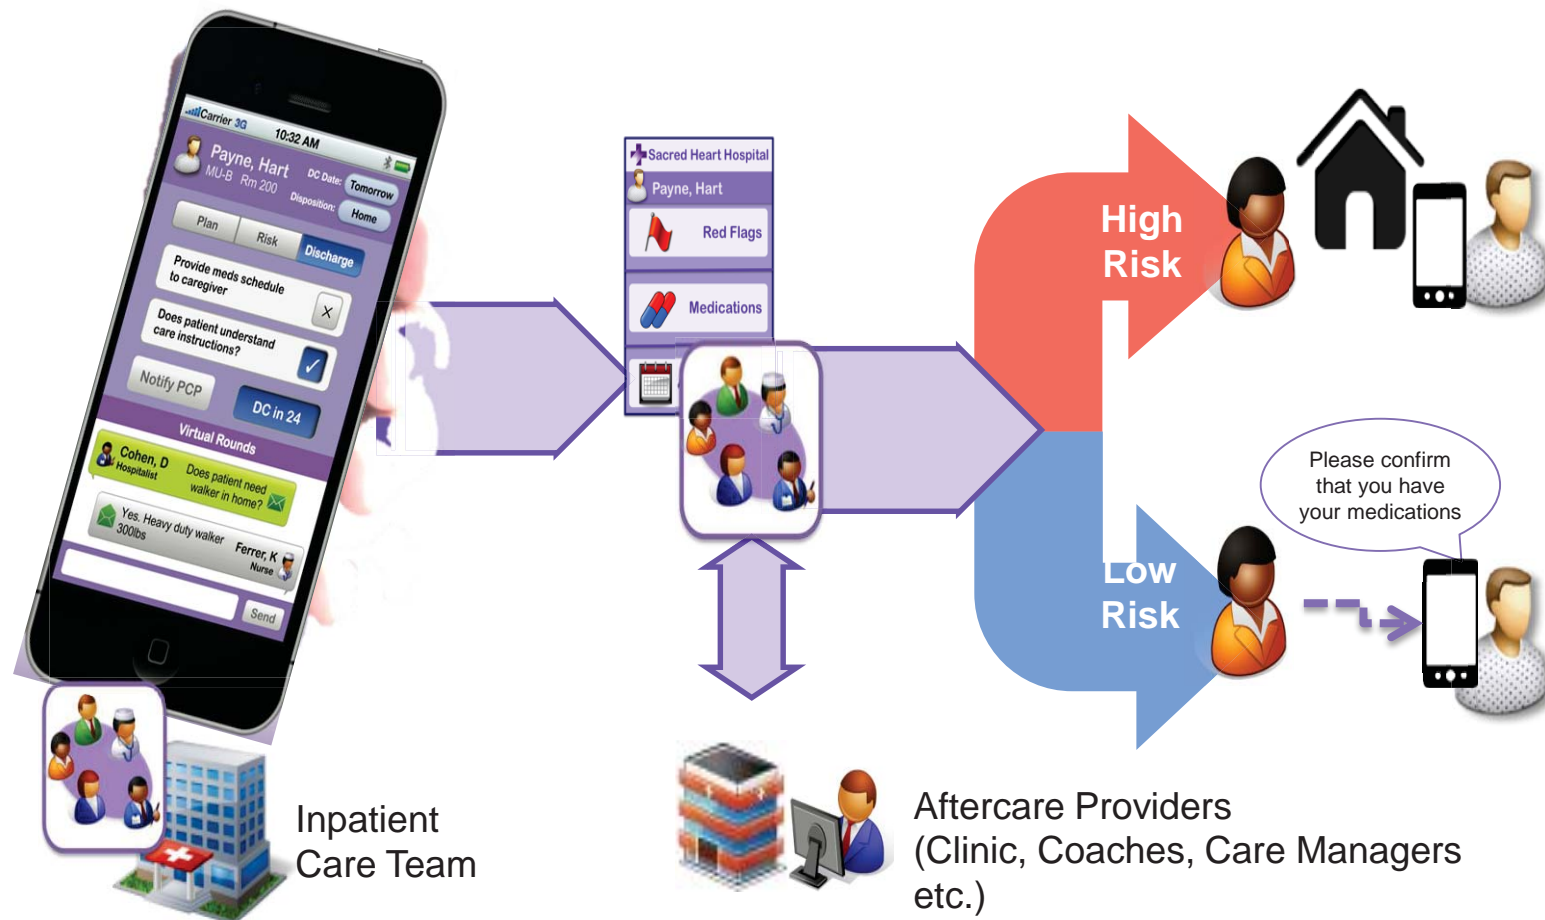 Carrier 3G
10:32 AM
Payne, Hart
MU-B Rm 200
DC Date: Tomorrow
Disposition: Home
Plan
Risk
Discharge
Provide meds schedule
to caregiver
Does patient understand
care instructions?
Notify PCP
DC in 24
Virtual Rounds
Cohen, D
Hospitalist
Does patient need
walker in home?
Yes. Heavy duty walker
300lbs
Ferrer, K
Nurse
Send
Inpatient
Care Team
Sacred Heart Hospital
Payne, Hart
Red Flags
Medications
Aftercare Providers
(Clinic, Coaches, Care Managers
etc.)
High
Risk
Low
Risk
Please confirm
that you have
your medications